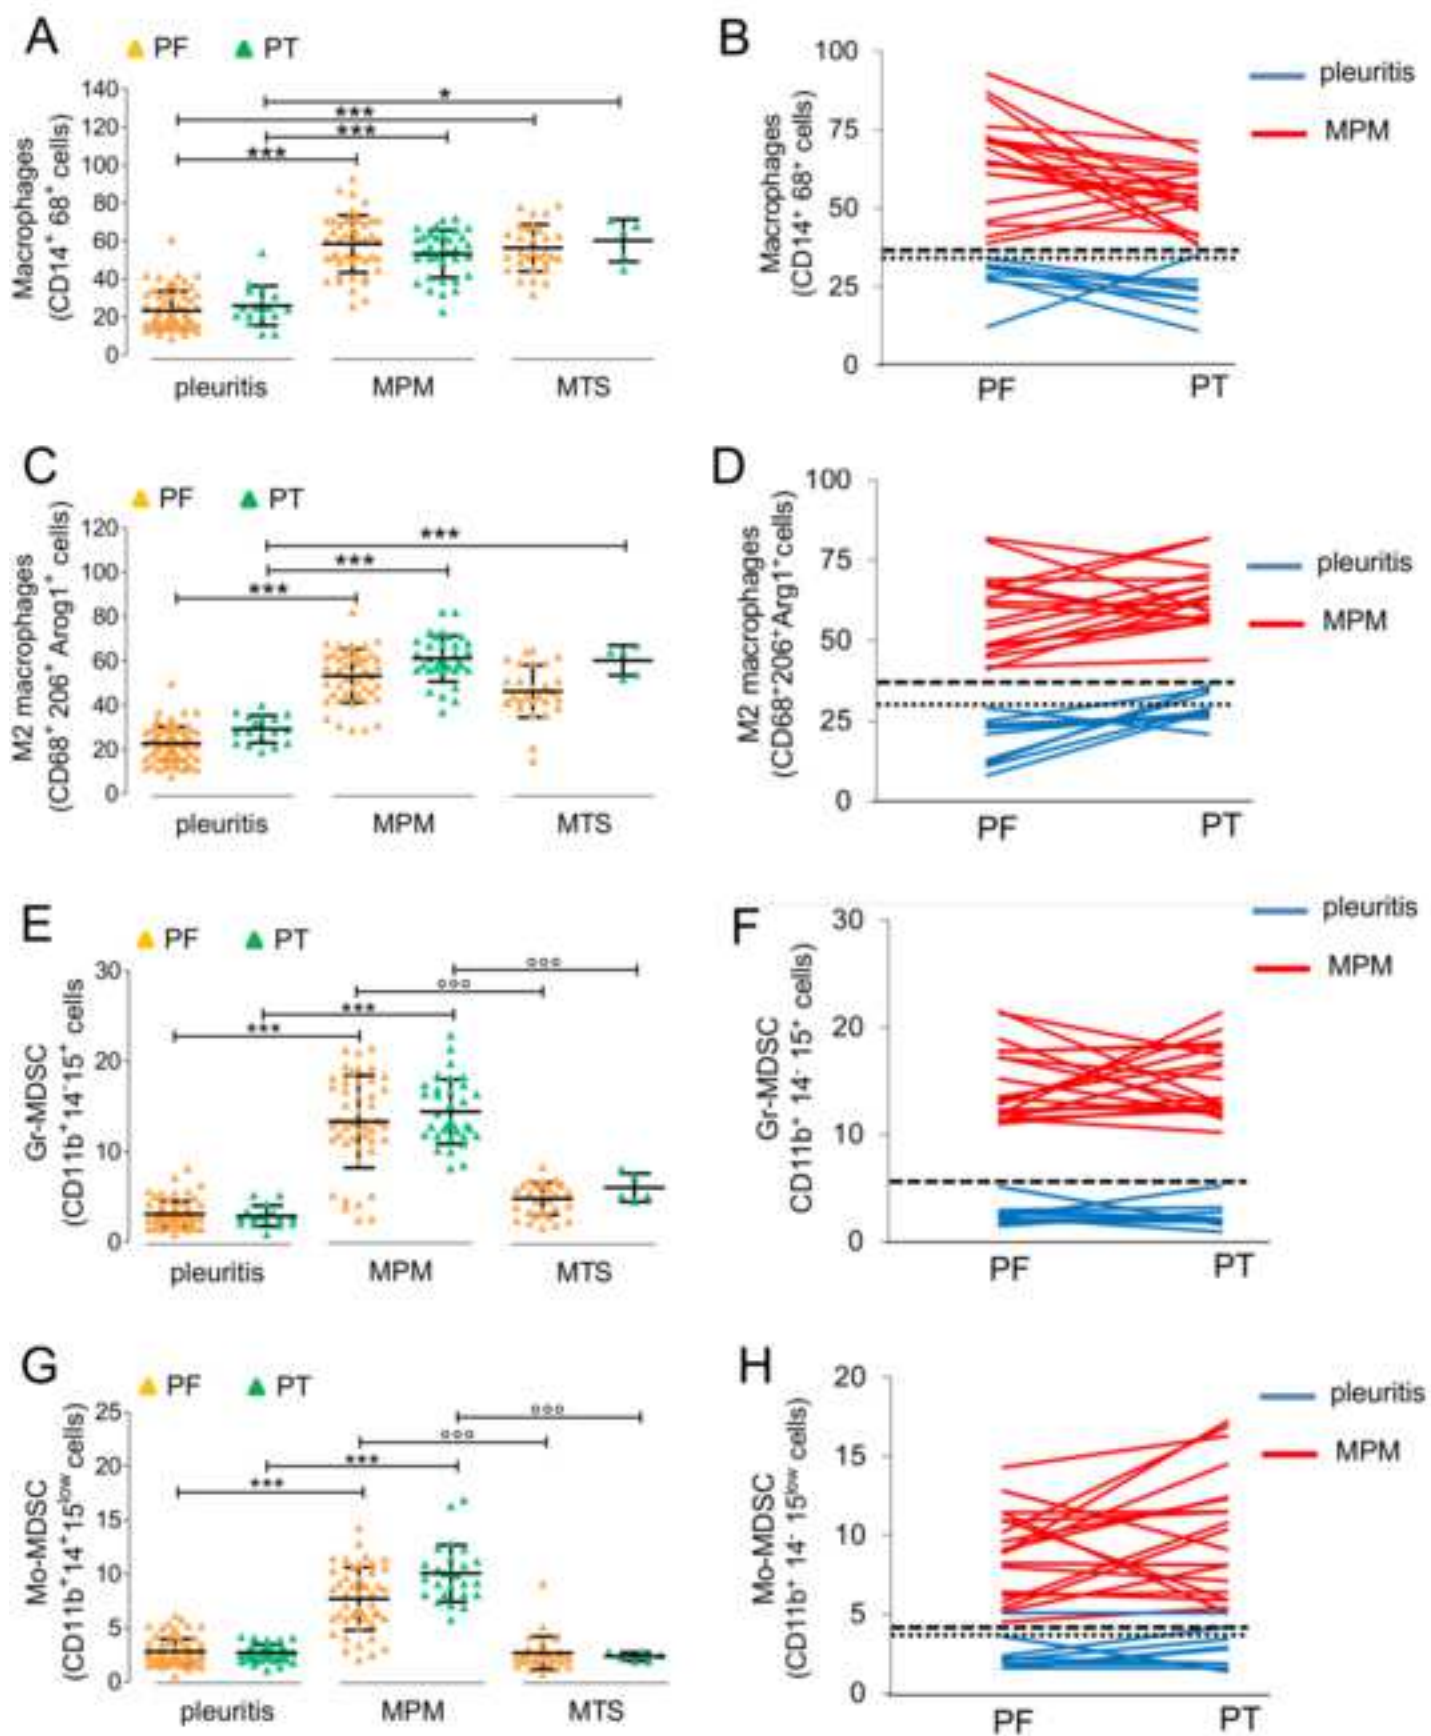 A
PF PT
Macrophages
(CD14⁺ 68⁺ cells)
140
120
100
80
60
40
20
0
*
***
***
***
pleuritis MPM MTS
B
Macrophages
(CD14⁺ 68⁺ cells)
100
75
50
25
0
PF PT
pleuritis
MPM
C
PF PT
M2 macrophages
(CD68⁺ 206⁺ Arog1⁺ cells)
120
100
80
60
40
20
0
***
***
***
pleuritis MPM MTS
D
M2 macrophages
(CD68⁺206⁺Arg1⁺cells)
100
75
50
25
0
PF PT
pleuritis
MPM
E
PF PT
Gr-MDSC
(CD11b⁺14⁻15⁺ cells
30
20
10
0
°°°
°°°
***
***
pleuritis MPM MTS
F
Gr-MDSC
CD11b⁺ 14⁻ 15⁺ cells)
30
20
10
0
PF PT
pleuritis
MPM
G
PF PT
Mo-MDSC
(CD11b⁺14⁺15ˡᵒʷ cells)
25
20
15
10
5
0
°°°
°°°
***
***
pleuritis MPM MTS
H
Mo-MDSC
(CD11b⁺ 14⁻ 15ˡᵒʷ cells)
20
15
10
5
0
PF PT
pleuritis
MPM